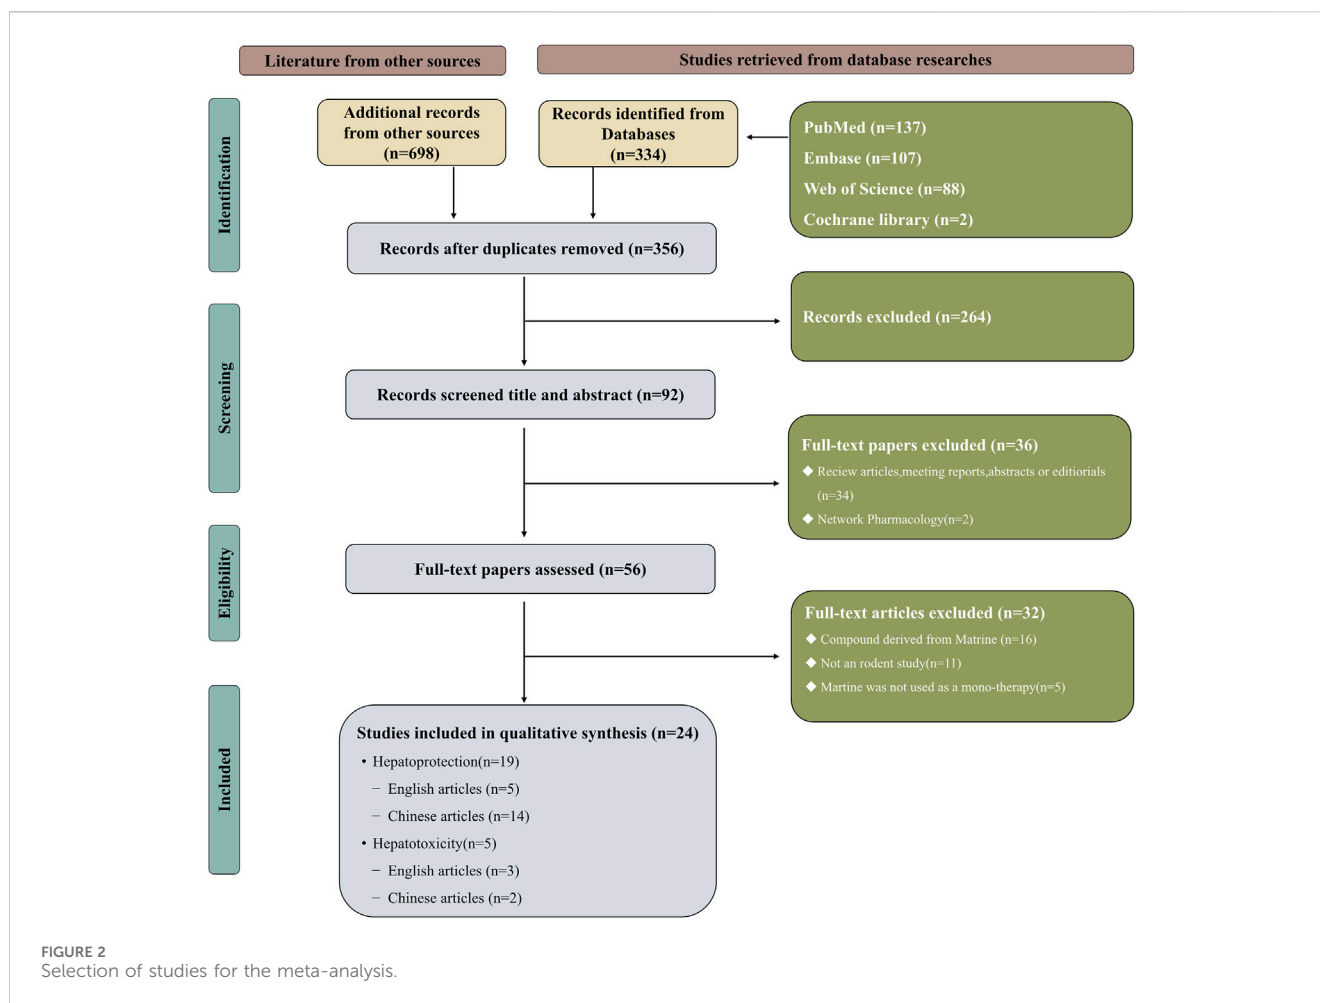 Literature from other sources
Studies retrieved from database researches
Identification
Additional records
from other sources
(n=698)
Records identified from
Databases
(n=334)
PubMed (n=137)
Embase (n=107)
Web of Science (n=88)
Cochrane library (n=2)
Records after duplicates removed (n=356)
Screening
Records excluded (n=264)
Records screened title and abstract (n=92)
Full-text papers excluded (n=36)
◆ Reciew articles,meeting reports,abstracts or editiorials
(n=34)
◆ Network Pharmacology(n=2)
Eligibility
Full-text papers assessed (n=56)
Full-text articles excluded (n=32)
◆ Compound derived from Matrine (n=16)
◆ Not an rodent study(n=11)
◆ Martine was not used as a mono-therapy(n=5)
Included
Studies included in qualitative synthesis (n=24)
• Hepatoprotection(n=19)
− English articles (n=5)
− Chinese articles (n=14)
• Hepatotoxicity(n=5)
− English articles (n=3)
− Chinese articles (n=2)
FIGURE 2
Selection of studies for the meta-analysis.